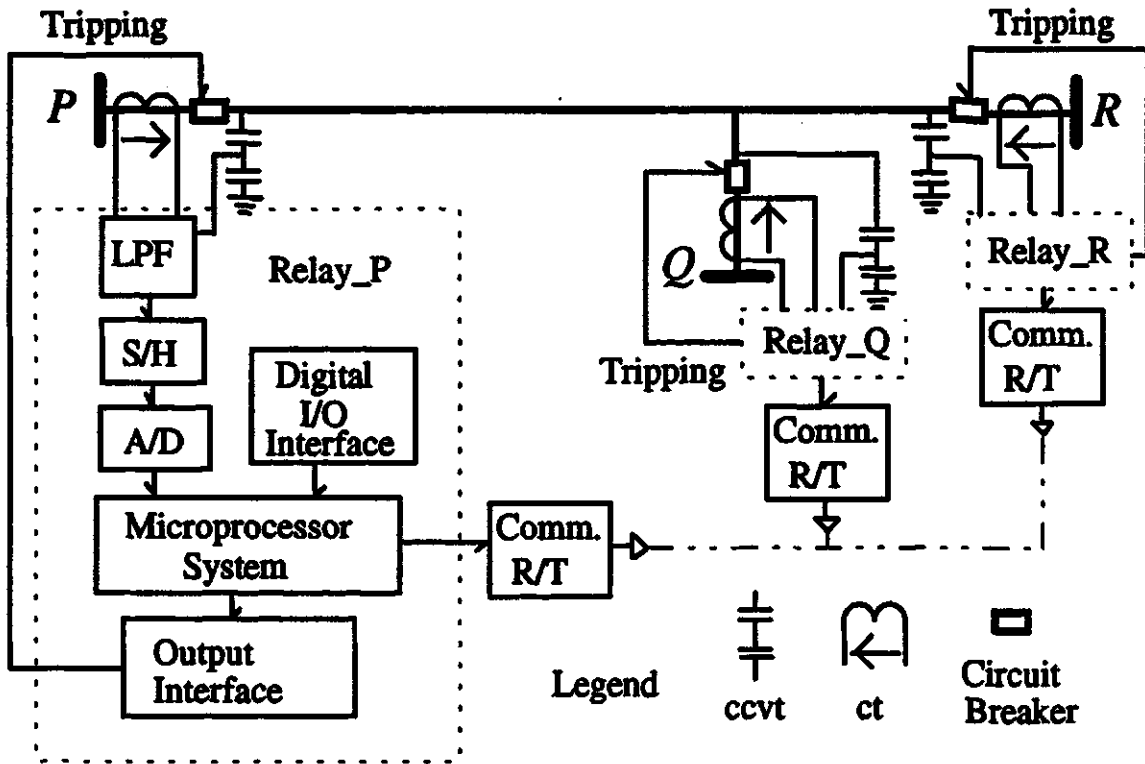 Tripping
Tripping
P
R
LPF
Relay_P
Q
Relay_R
S/H
Digital
I/O
Interface
Relay_Q
Comm.
R/T
Tripping
A/D
Comm.
R/T
Microprocessor
System
Comm.
R/T
Output
Interface
Legend
ccvt
ct
Circuit
Breaker